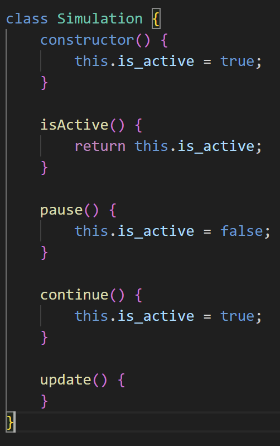 class Simulation {
    constructor() {
        this.is_active = true;
    }

    isActive() {
        return this.is_active;
    }

    pause() {
        this.is_active = false;
    }

    continue() {
        this.is_active = true;
    }

    update() {
    }
}